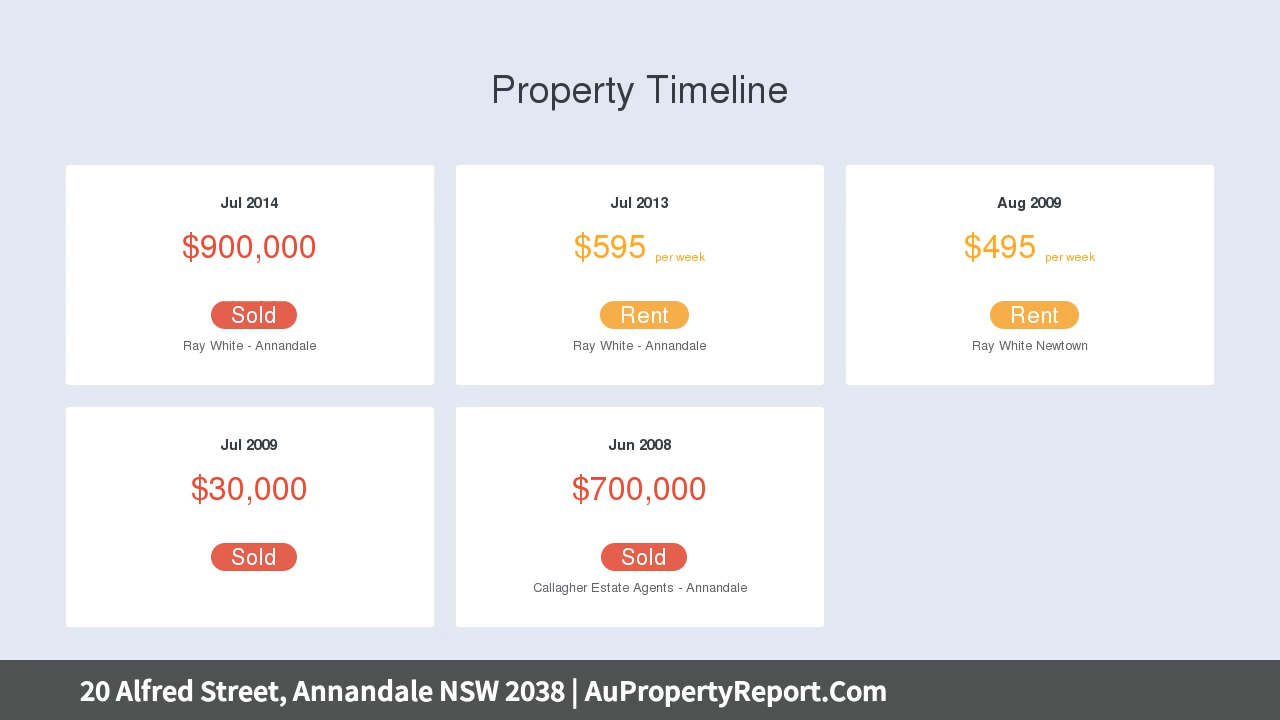 Property Timeline
Jul 2014
$900,000
Sold
Ray White - Annandale
Jul 2013
$595 per week
Rent
Ray White - Annandale
Aug 2009
$495 per week
Rent
Ray White Newtown
Jul 2009
$30,000
Sold
Jun 2008
$700,000
Sold
Callagher Estate Agents - Annandale
20 Alfred Street, Annandale NSW 2038 | AuPropertyReport.Com